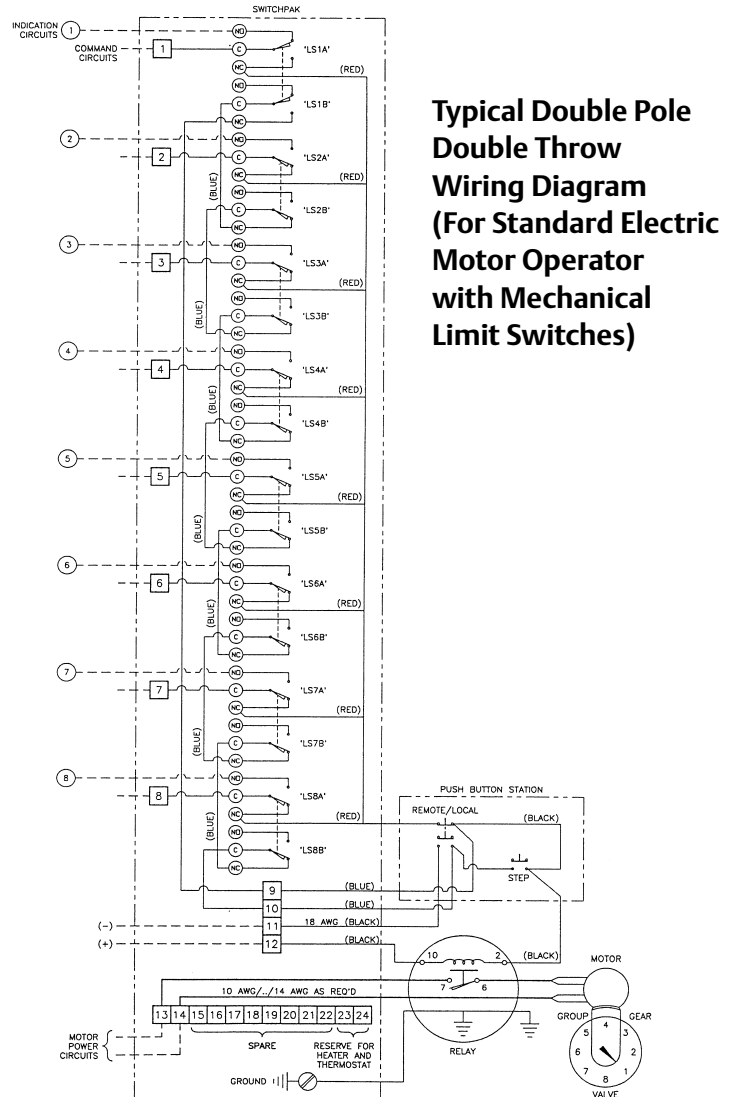 SWITCHPAK
INDICATION CIRCUITS 1
NO
COMMAND CIRCUITS 1 C 'LS1A'
NC (RED)
NO
C 'LS1B'
NC
2 NO
2 C 'LS2A'
NC (RED)
(BLUE) NO
C 'LS2B'
NC
3 NO
3 C 'LS3A'
NC (RED)
(BLUE) NO
C 'LS3B'
NC
4 NO
4 C 'LS4A'
NC (RED)
(BLUE) NO
C 'LS4B'
NC
5 NO
5 C 'LS5A'
NC (RED)
(BLUE) NO
C 'LS5B'
NC
6 NO
6 C 'LS6A'
NC (RED)
(BLUE) NO
C 'LS6B'
NC
7 NO
7 C 'LS7A'
NC (RED)
(BLUE) NO
C 'LS7B'
NC
8 NO
8 C 'LS8A'
NC (RED)
(BLUE) NO
C 'LS8B'
NC
Typical Double Pole
Double Throw
Wiring Diagram
(For Standard Electric
Motor Operator
with Mechanical
Limit Switches)
PUSH BUTTON STATION
REMOTE/LOCAL
(BLACK)
STEP
9 (BLUE)
10 (BLUE)
(-) 11 18 AWG (BLACK)
(+) 12 (BLACK)
10 2 (BLACK)
7 6
RELAY
MOTOR
10 AWG/../14 AWG AS REQ'D
13 14 15 16 17 18 19 20 21 22 23 24
MOTOR POWER CIRCUITS
SPARE
RESERVE FOR HEATER AND THERMOSTAT
GROUND
GROUP GEAR
5 4 3
6 2
7 8 1
VALVE